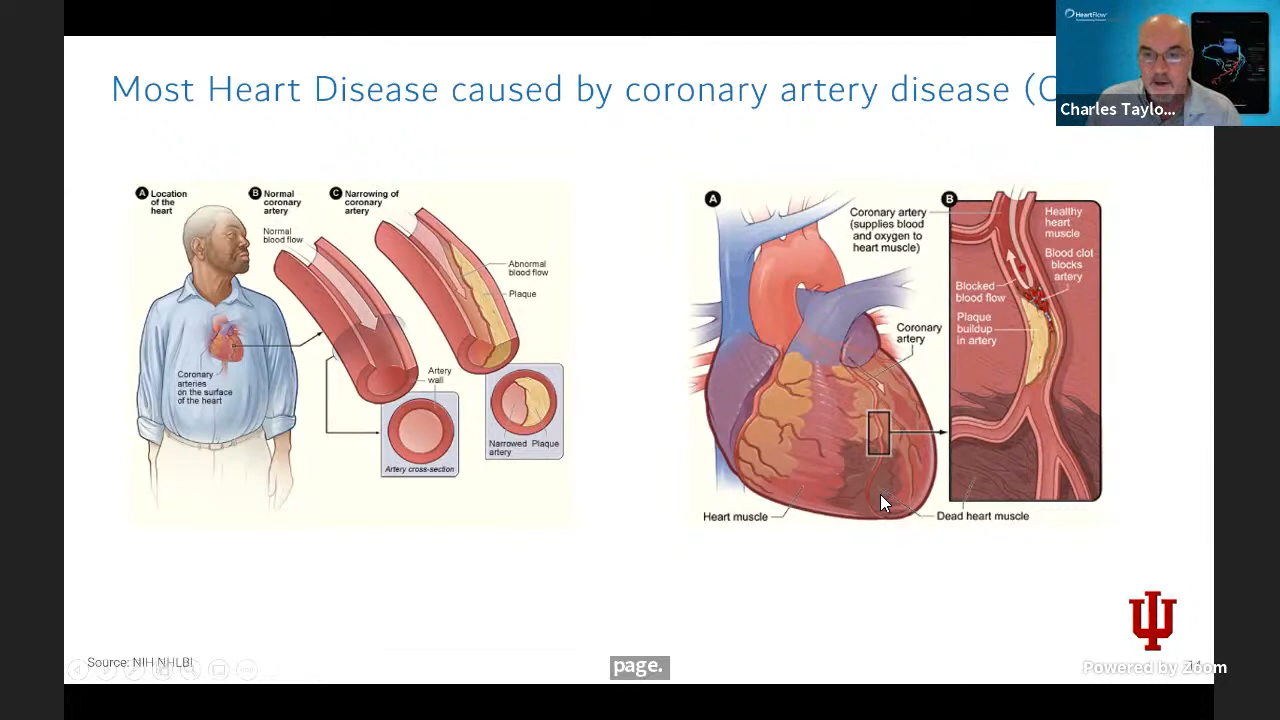 Most Heart Disease caused by coronary artery disease (C
HeartFlow
Charles Taylo...
A Location
of the
heart
B Normal
coronary
artery
C Narrowing of
coronary
artery
Normal
blood flow
Abnormal
blood flow
Plaque
Coronary
arteries
on the surface
of the heart
Artery
wall
Artery cross-section
Narrowed Plaque
artery
A
Coronary artery
(supplies blood
and oxygen to
heart muscle)
Coronary
artery
Heart muscle
Dead heart muscle
B
Healthy
heart
muscle
Blood clot
blocks
artery
Blocked
blood flow
Plaque
buildup
in artery
Source: NIH NHLBI
page.
Powered by Zoom